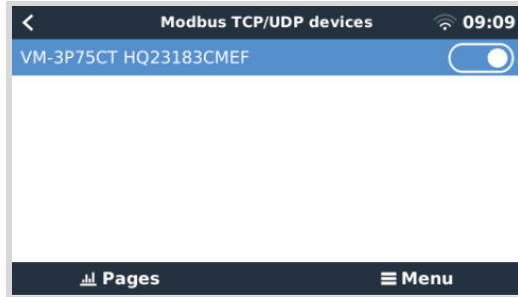 Modbus TCP/UDP devices 09:09
VM-3P75CT HQ23183CMEF
Pages Menu